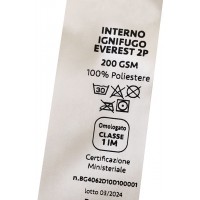 INTERNO
IGNIFUGO
EVEREST 2P
200 GSM
100% Poliestere
30
Omologato
CLASSE
1 IM
Certificazione
Ministeriale
n.BG4062D10D100001
lotto 03/2024